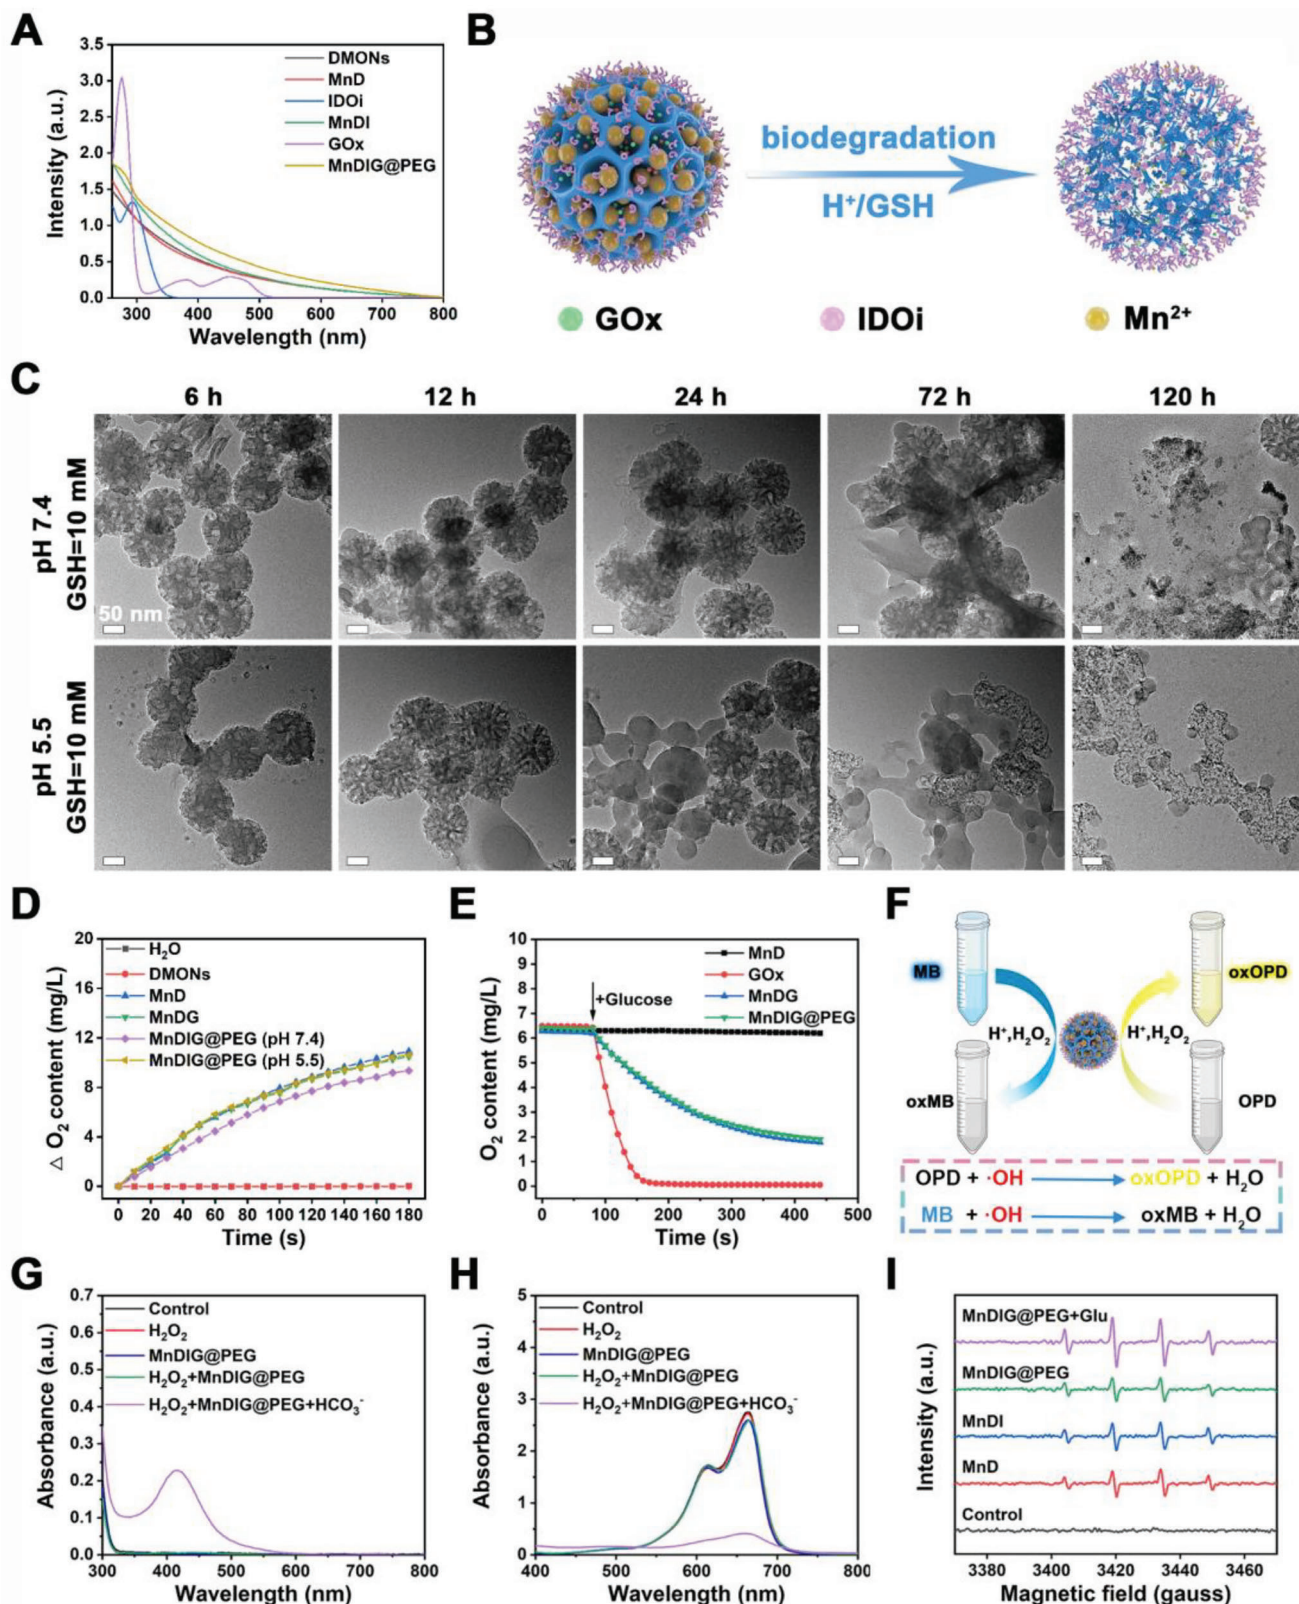 A
3.5
3.0
2.5
2.0
1.5
1.0
0.5
0.0
Intensity (a.u.)
DMONs
MnD
IDOi
MnDI
GOx
MnDIG@PEG
300 400 500 600 700 800
Wavelength (nm)
B
biodegradation
H⁺/GSH
GOx
IDOi
Mn²⁺
C
6 h 12 h 24 h 72 h 120 h
pH 7.4
GSH=10 mM
50 nm
pH 5.5
GSH=10 mM
D
20
16
12
8
4
0
△ O₂ content (mg/L)
H₂O
DMONs
MnD
MnDG
MnDIG@PEG (pH 7.4)
MnDIG@PEG (pH 5.5)
0 20 40 60 80 100 120 140 160 180
Time (s)
E
10
9
8
7
6
5
4
3
2
1
0
O₂ content (mg/L)
MnD
GOx
MnDG
MnDIG@PEG
+Glucose
0 100 200 300 400 500
Time (s)
F
MB
oxOPD
H⁺,H₂O₂
H⁺,H₂O₂
oxMB
OPD
OPD + ·OH oxOPD + H₂O
MB + ·OH oxMB + H₂O
G
0.7
0.6
0.5
0.4
0.3
0.2
0.1
0.0
Absorbance (a.u.)
Control
H₂O₂
MnDIG@PEG
H₂O₂+MnDIG@PEG
H₂O₂+MnDIG@PEG+HCO₃⁻
300 400 500 600 700 800
Wavelength (nm)
H
5
4
3
2
1
0
Absorbance (a.u.)
Control
H₂O₂
MnDIG@PEG
H₂O₂+MnDIG@PEG
H₂O₂+MnDIG@PEG+HCO₃⁻
400 500 600 700 800
Wavelength (nm)
I
Intensity (a.u.)
MnDIG@PEG+Glu
MnDIG@PEG
MnDI
MnD
Control
3380 3400 3420 3440 3460
Magnetic field (gauss)